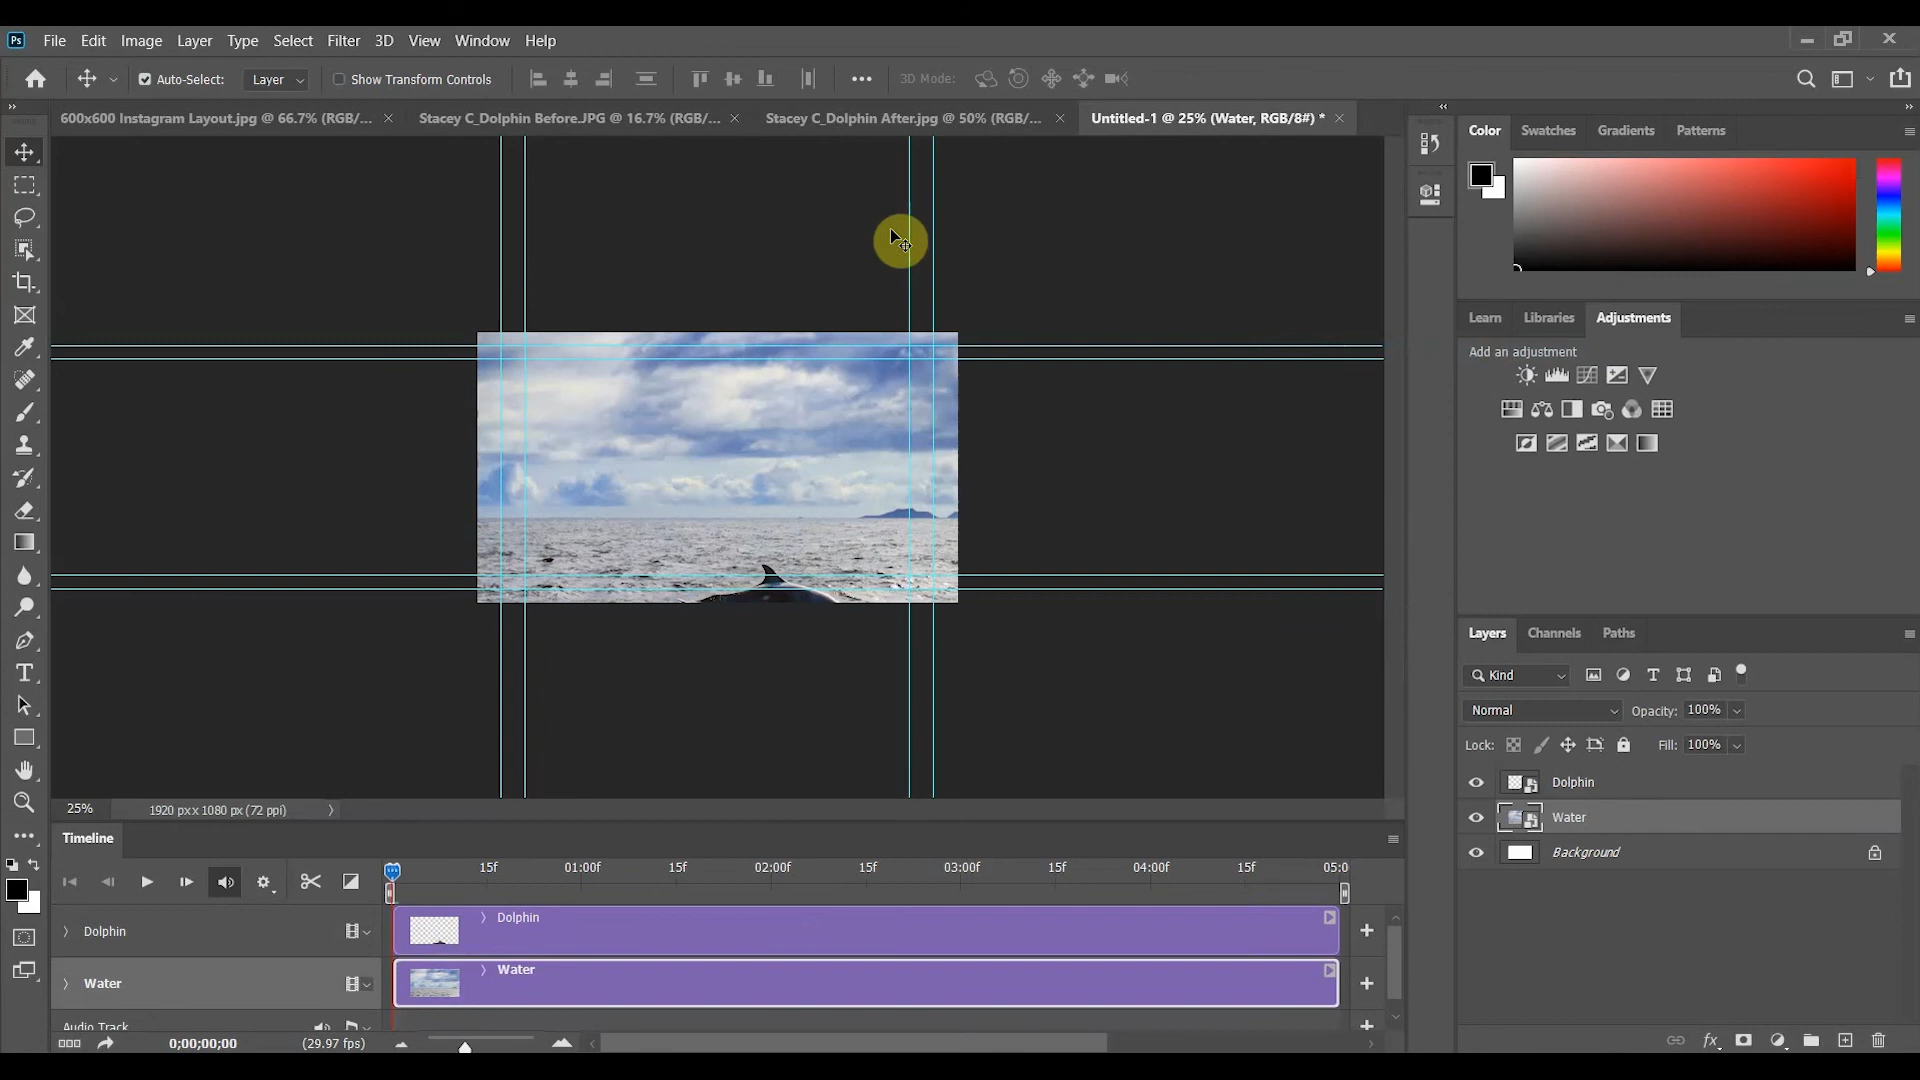 Ps File Edit Image Layer Type Select Filter 3D View Window Help
Auto-Select: Layer Show Transform Controls 3D Mode:
600x600 Instagram Layout.jpg @ 66.7% (RGB/... Stacey C_Dolphin Before.JPG @ 16.7% (RGB/... Stacey C_Dolphin After.jpg @ 50% (RGB/... Untitled-1 @ 25% (Water, RGB/8#) *
Color Swatches Gradients Patterns
Learn Libraries Adjustments
Add an adjustment
Layers Channels Paths
Kind
Normal Opacity: 100%
Lock: Fill: 100%
Dolphin
Water
Background
25% 1920 px x 1080 px (72 ppi)
Timeline
15f 01:00f 15f 02:00f 15f 03:00f 15f 04:00f 15f 05:0
Dolphin Dolphin
Water Water
Audio Track
0;00;00;00 (29.97 fps)